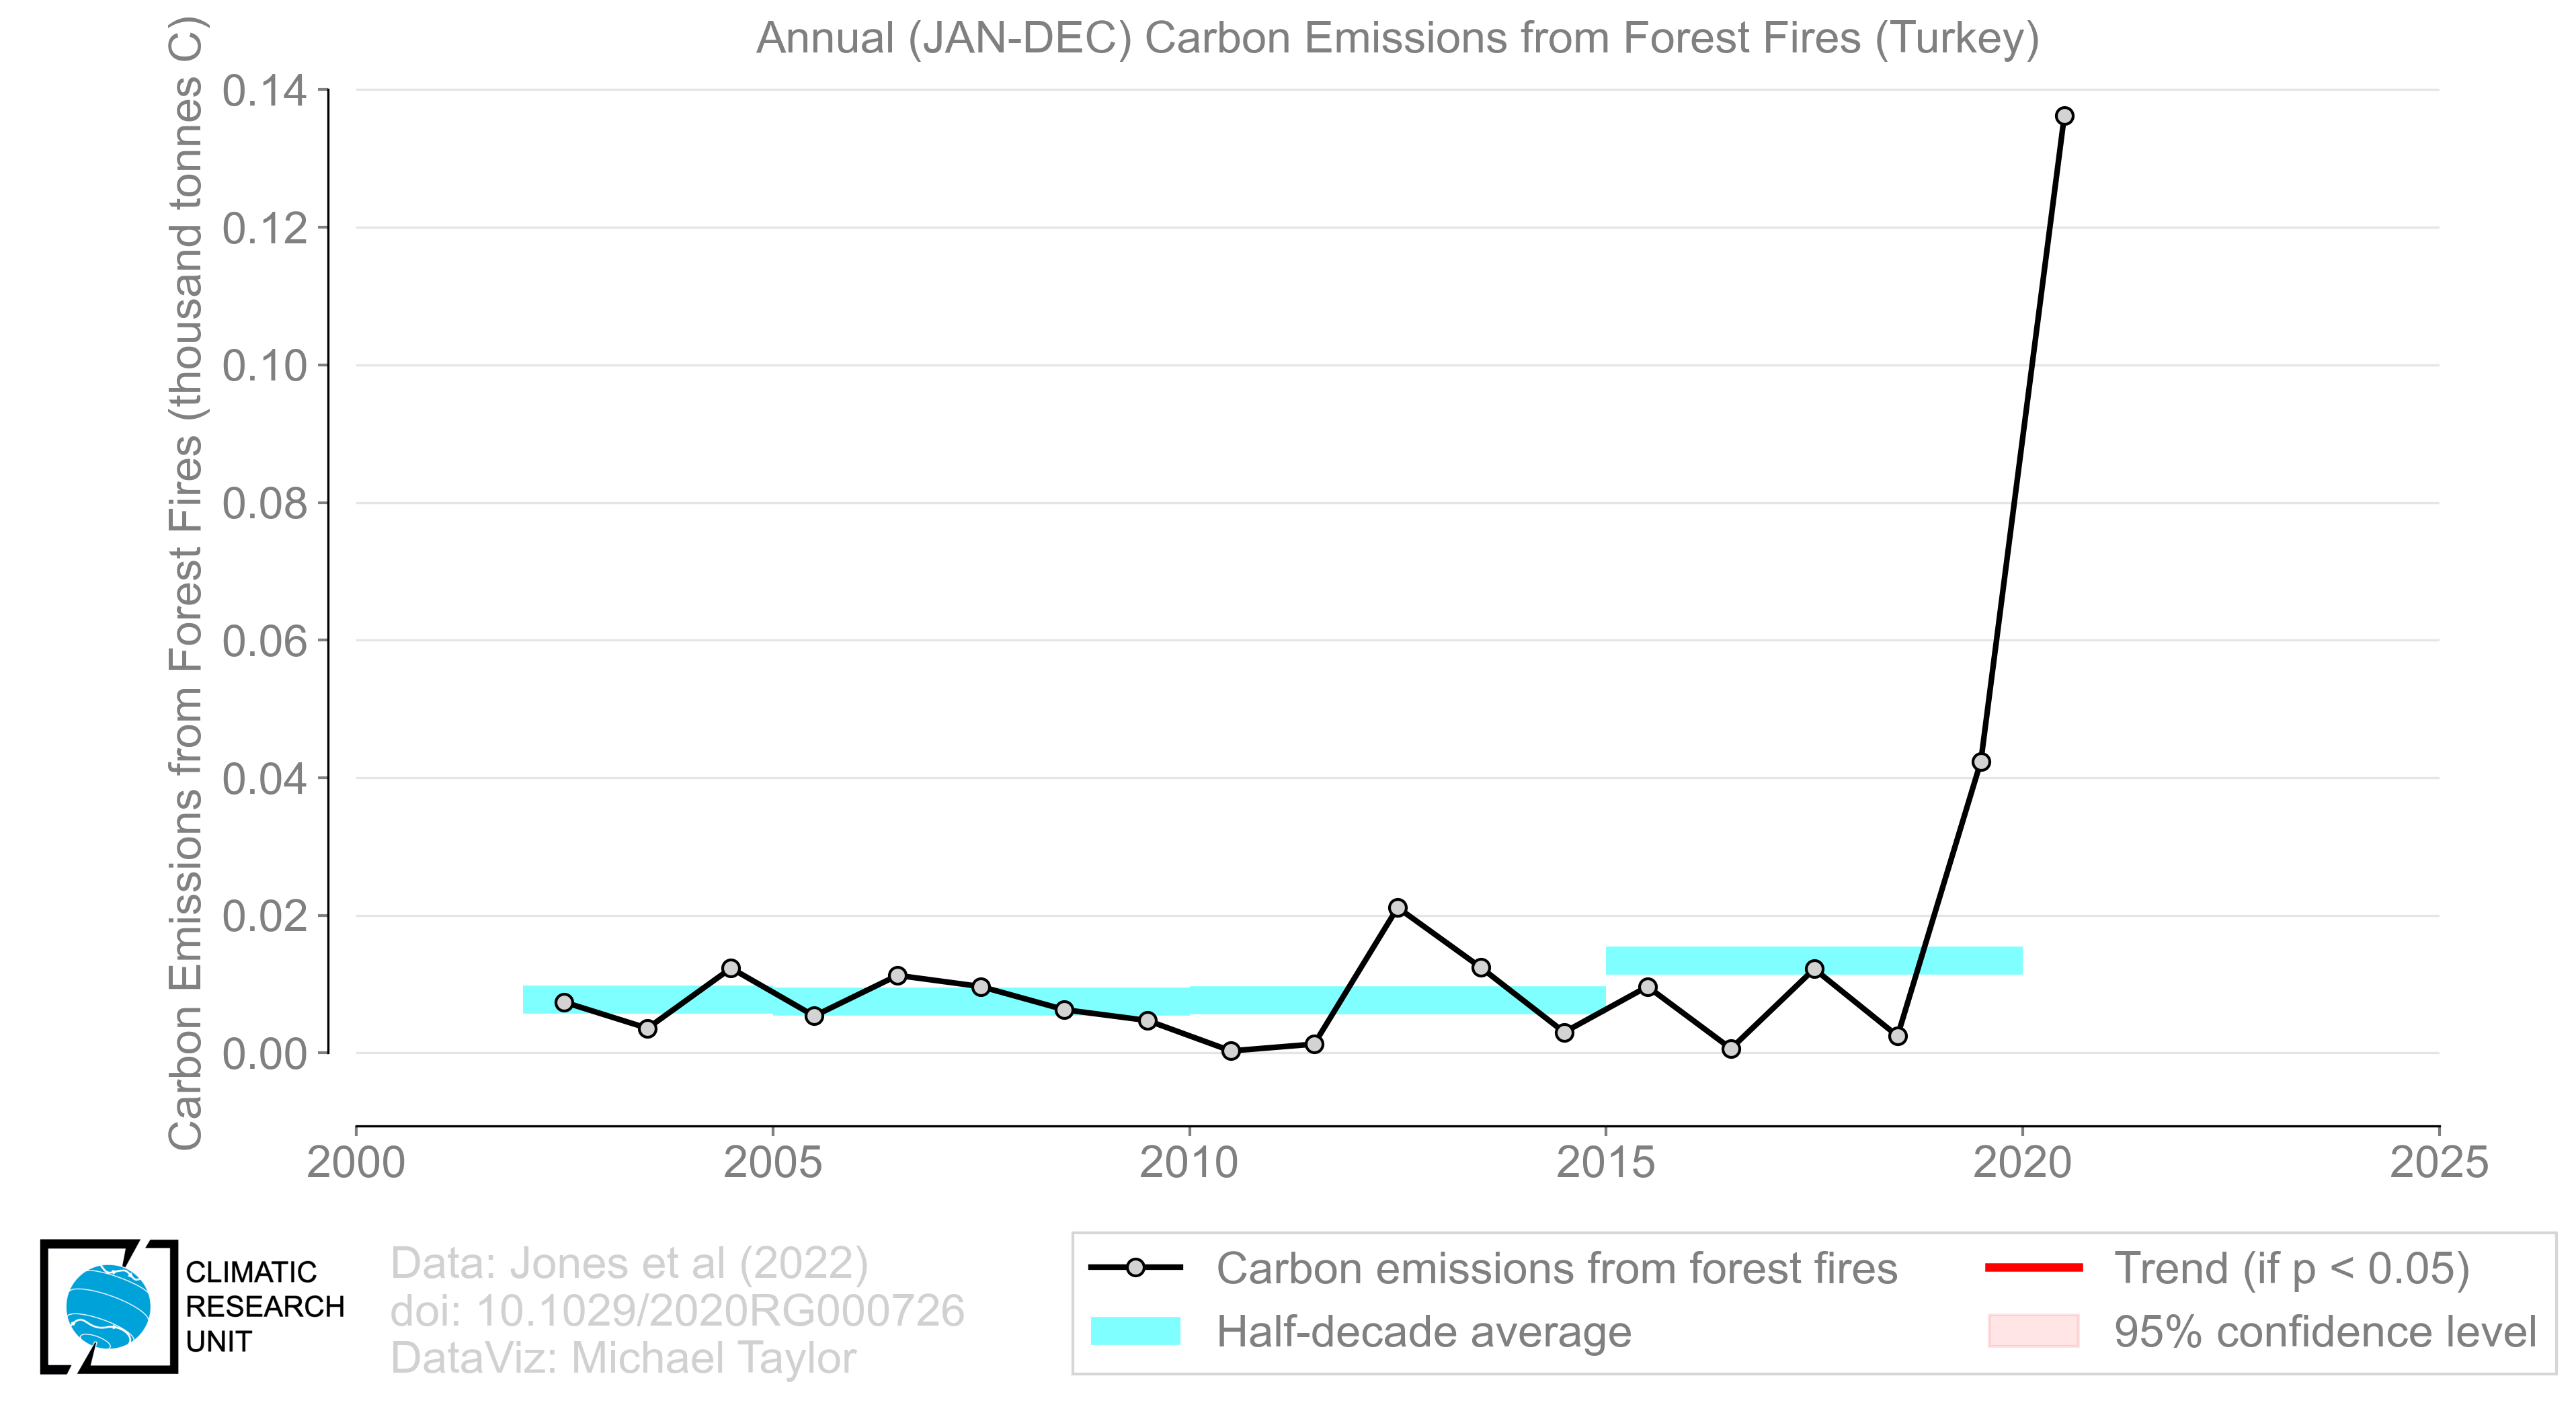 Annual (JAN-DEC) Carbon Emissions from Forest Fires (Turkey)
Carbon Emissions from Forest Fires (thousand tonnes C)
0.14
0.12
0.10
0.08
0.06
0.04
0.02
0.00
2000
2005
2010
2015
2020
2025
CLIMATIC
RESEARCH
UNIT
Data: Jones et al (2022)
doi: 10.1029/2020RG000726
DataViz: Michael Taylor
Carbon emissions from forest fires
Half-decade average
Trend (if p < 0.05)
95% confidence level